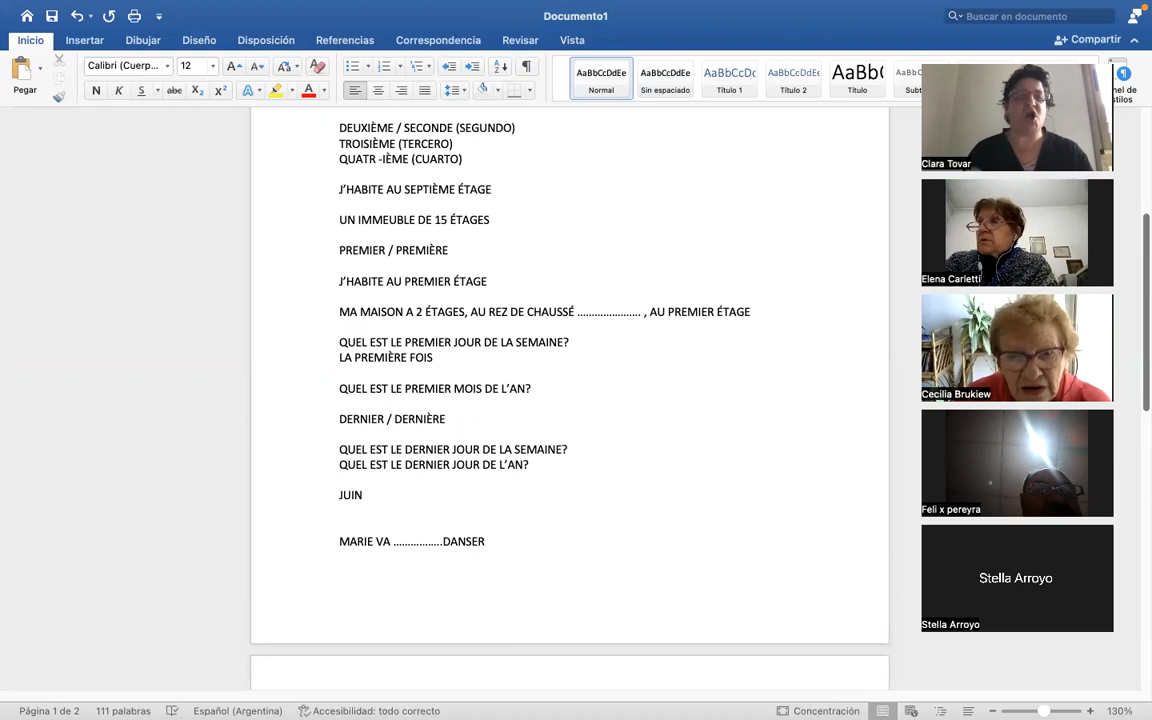 Documento1
Buscar en documento
Inicio Insertar Dibujar Diseño Disposición Referencias Correspondencia Revisar Vista
Compartir
Pegar
Calibri (Cuerp... 12
N K S abc X₂ X²
AaBbCcDdEe AaBbCcDdEe AaBbCcDc AaBbCcDdEe AaBb(
Normal Sin espaciado Título 1 Título 2 Título
DEUXIÈME / SECONDE (SEGUNDO)
TROISIÈME (TERCERO)
QUATR -IÈME (CUARTO)
J'HABITE AU SEPTIÈME ÉTAGE
UN IMMEUBLE DE 15 ÉTAGES
PREMIER / PREMIÈRE
J'HABITE AU PREMIER ÉTAGE
MA MAISON A 2 ÉTAGES, AU REZ DE CHAUSSÉ ..................... , AU PREMIER ÉTAGE
QUEL EST LE PREMIER JOUR DE LA SEMAINE?
LA PREMIÈRE FOIS
QUEL EST LE PREMIER MOIS DE L'AN?
DERNIER / DERNIÈRE
QUEL EST LE DERNIER JOUR DE LA SEMAINE?
QUEL EST LE DERNIER JOUR DE L'AN?
JUIN
MARIE VA ................DANSER
Clara Tovar
Elena Carletti
Cecilia Brukiew
Feli x pereyra
Stella Arroyo
Stella Arroyo
Página 1 de 2 111 palabras Español (Argentina) Accesibilidad: todo correcto Concentración 130%